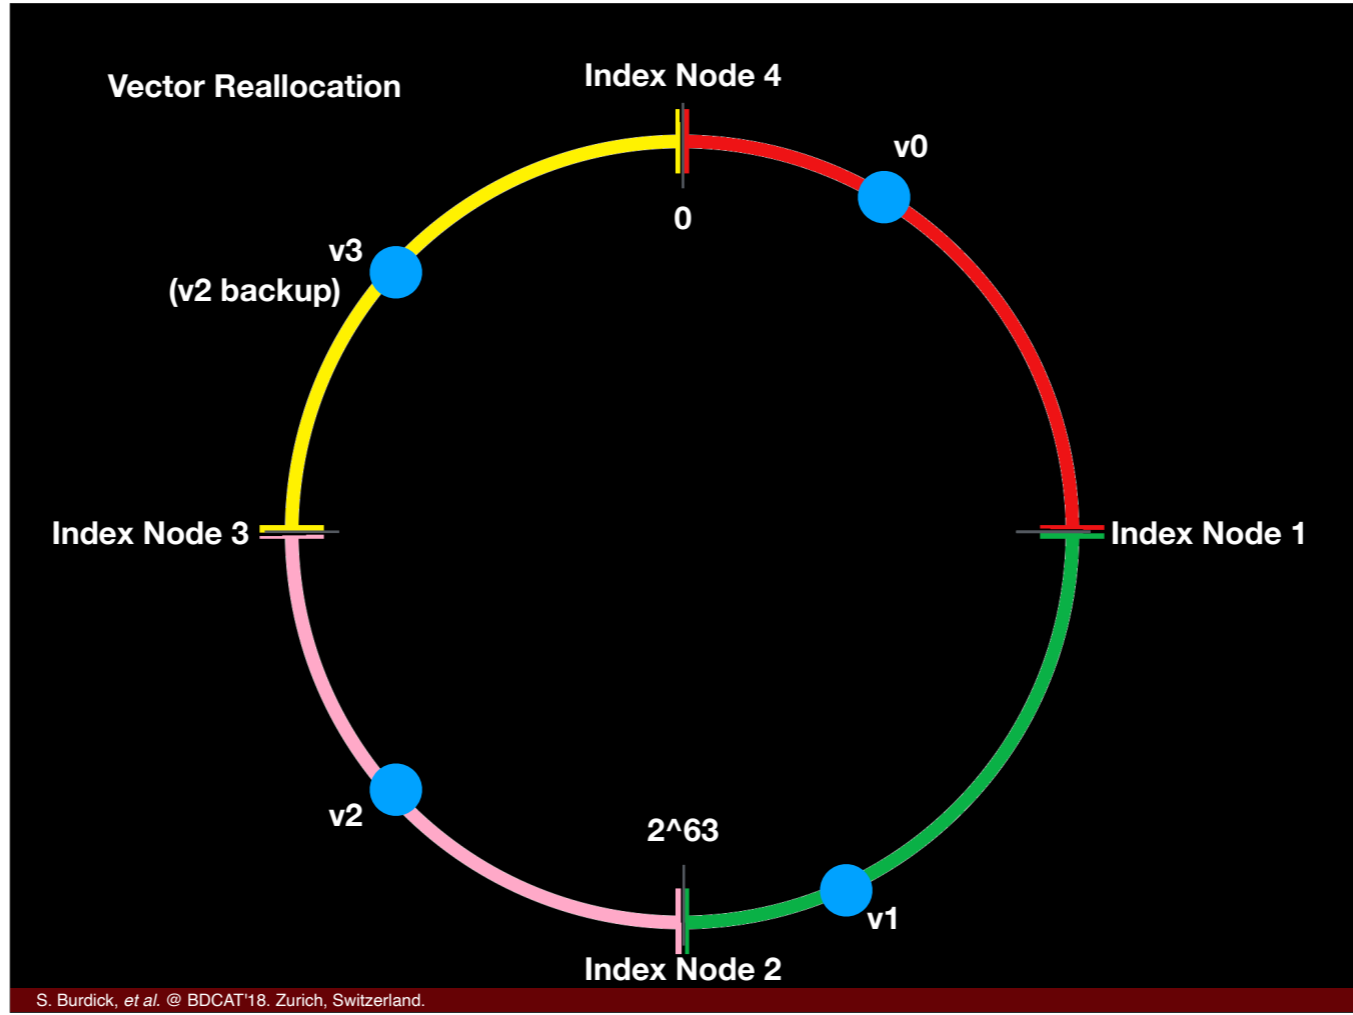 Vector Reallocation
Index Node 4
v0
0
v3
(v2 backup)
Index Node 3
Index Node 1
v2
2^63
v1
Index Node 2
S. Burdick, et al. @ BDCAT'18. Zurich, Switzerland.